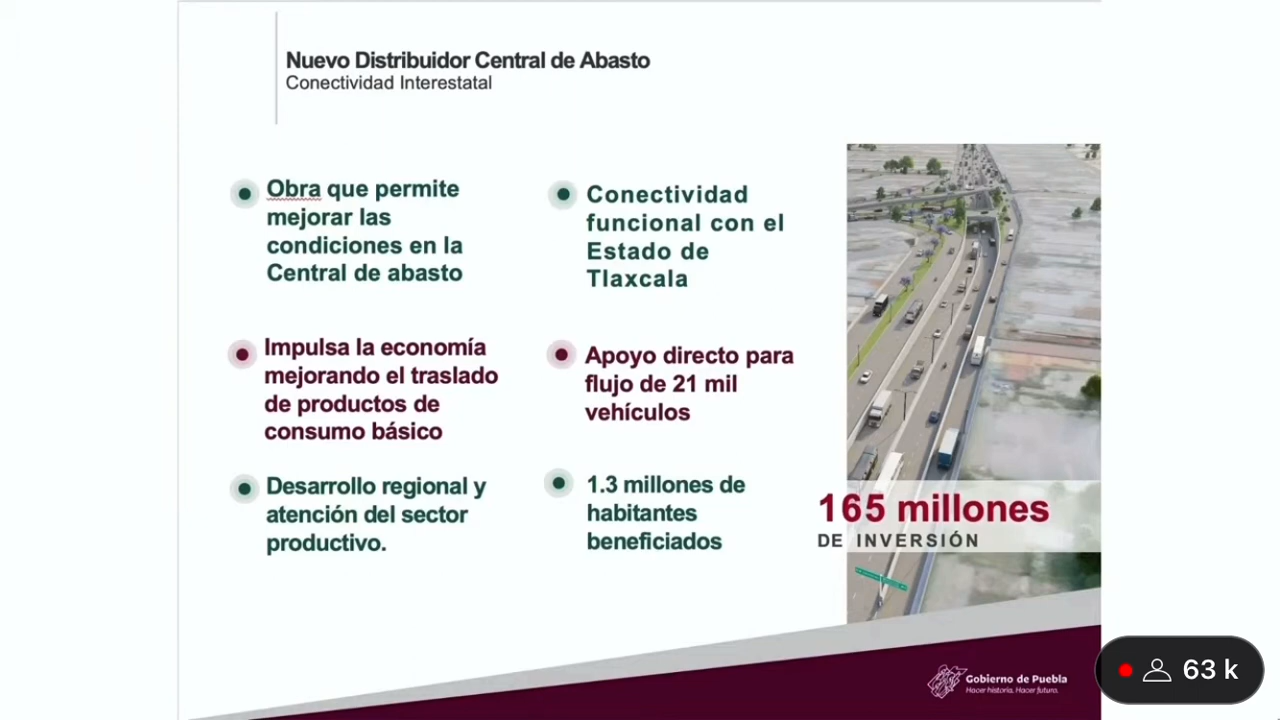 Nuevo Distribuidor Central de Abasto
Conectividad Interestatal
Obra que permite
mejorar las
condiciones en la
Central de abasto
Conectividad
funcional con el
Estado de
Tlaxcala
Impulsa la economía
mejorando el traslado
de productos de
consumo básico
Apoyo directo para
flujo de 21 mil
vehículos
Desarrollo regional y
atención del sector
productivo.
1.3 millones de
habitantes
beneficiados
165 millones
DE INVERSIÓN
Gobierno de Puebla
Hacer historia. Hacer futuro.
63 k